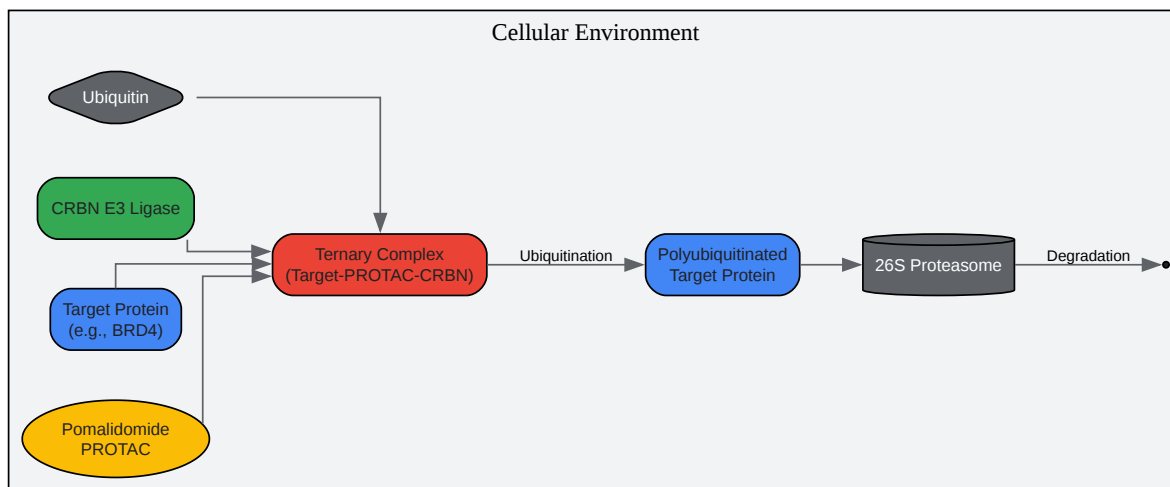 Cellular Environment
Ubiquitin
CRBN E3 Ligase
Target Protein
(e.g., BRD4)
Pomalidomide
PROTAC
Ternary Complex
(Target-PROTAC-CRBN)
Ubiquitination
Polyubiquitinated
Target Protein
26S Proteasome
Degradation